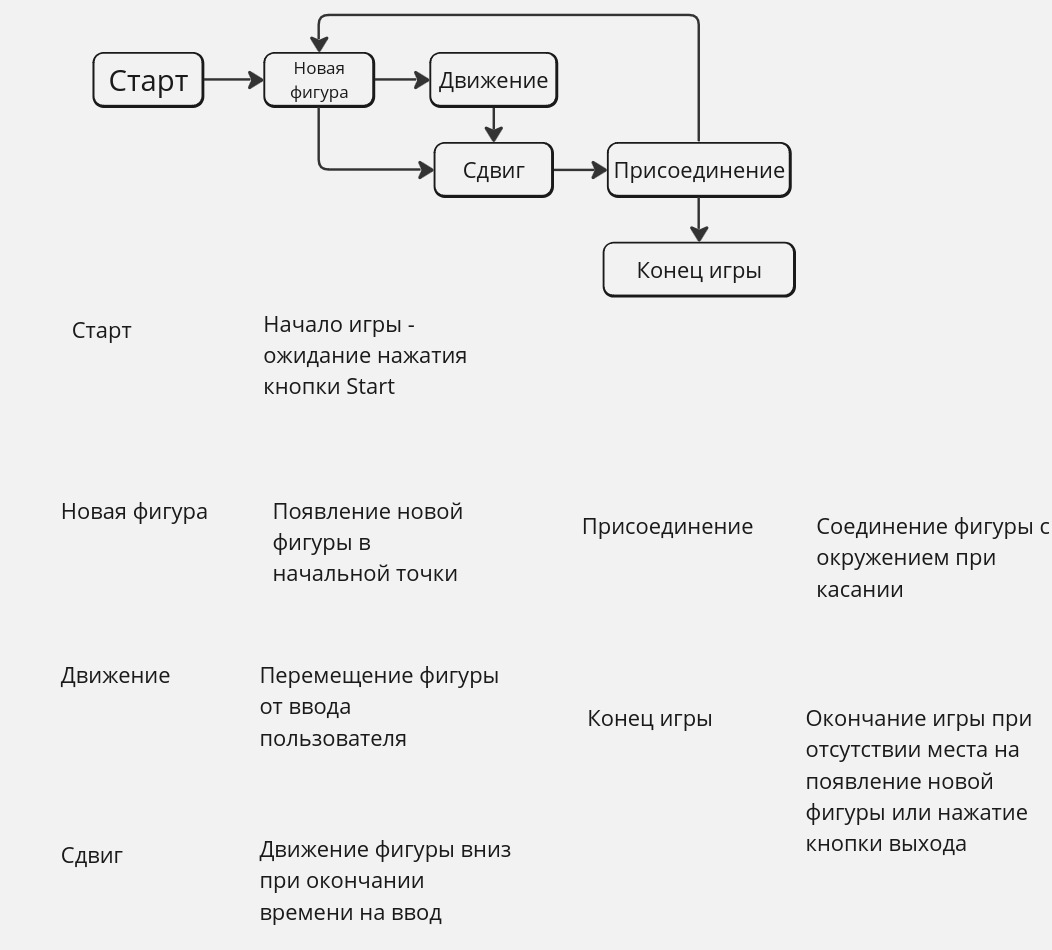 Старт
Новая
фигура
Движение
Сдвиг
Присоединение
Конец игры
Старт
Начало игры -
ожидание нажатия
кнопки Start
Новая фигура
Появление новой
фигуры в
начальной точки
Движение
Перемещение фигуры
от ввода
пользователя
Сдвиг
Движение фигуры вниз
при окончании
времени на ввод
Присоединение
Соединение фигуры с
окружением при
касании
Конец игры
Окончание игры при
отсутствии места на
появление новой
фигуры или нажатие
кнопки выхода